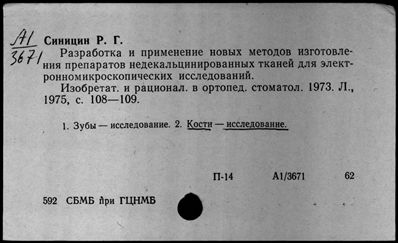 А1
3671
Синицин Р. Г.
Разработка и применение новых методов изготовле-
ния препаратов недекальцинированных тканей для элект-
ронномикроскопических исследований.
Изобретат. и рационал. в ортопед. стоматол. 1973. Л.,
1975, с. 108—109.
1. Зубы — исследование. 2. Кости — исследование.
П-14 А1/3671 62
592 СБМБ при ГЦНМБ